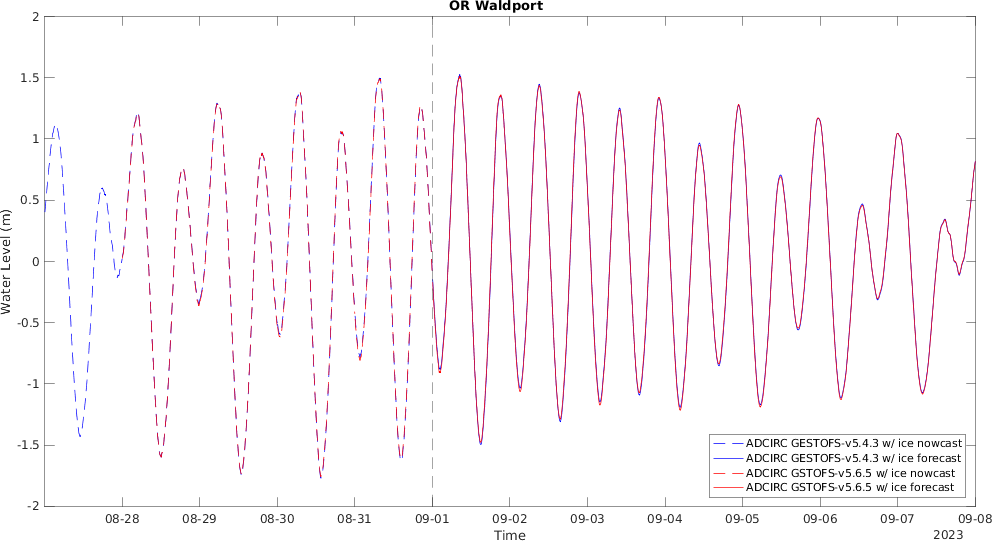 OR Waldport
2
1.5
1
0.5
0
-0.5
-1
-1.5
-2
Water Level (m)
08-28 08-29 08-30 08-31 09-01 09-02 09-03 09-04 09-05 09-06 09-07 09-08
Time
2023
ADCIRC GESTOFS-v5.4.3 w/ ice nowcast
ADCIRC GESTOFS-v5.4.3 w/ ice forecast
ADCIRC GSTOFS-v5.6.5 w/ ice nowcast
ADCIRC GSTOFS-v5.6.5 w/ ice forecast